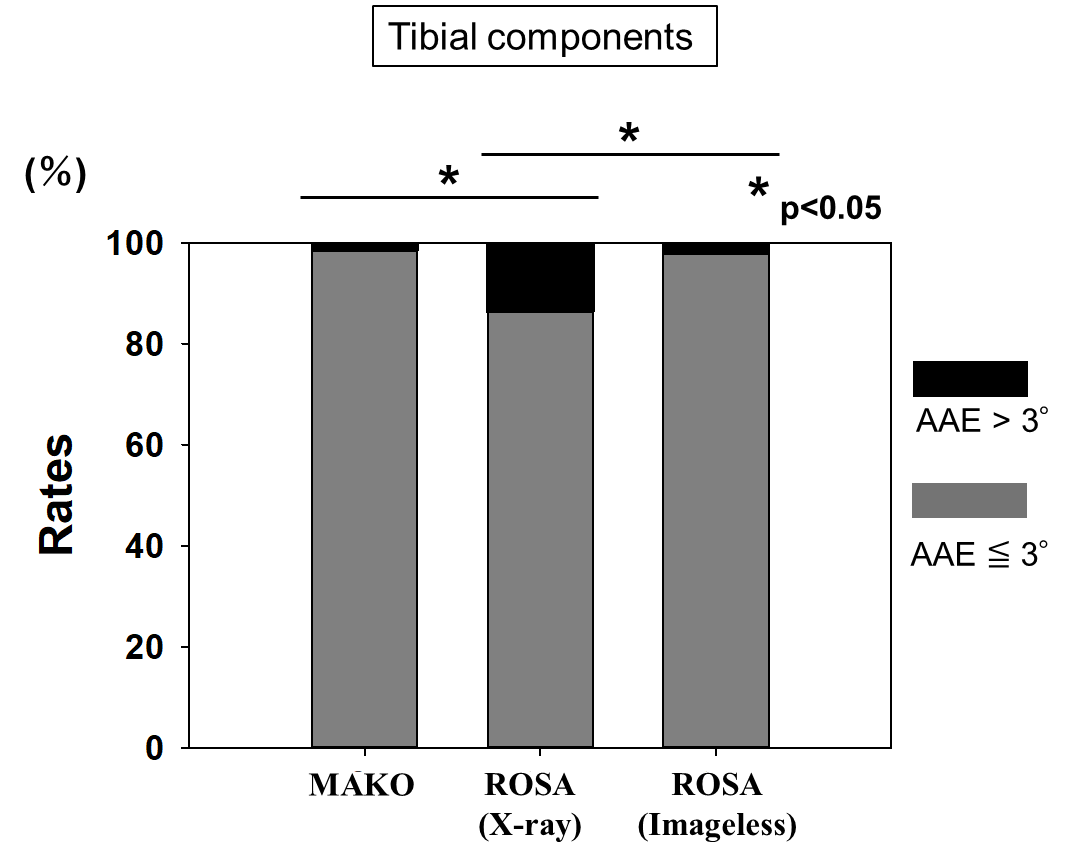 Tibial components
(%)
*
*
* p<0.05
100
80
60
40
20
0
Rates
AAE > 3°
AAE ≦ 3°
MAKO
ROSA
(X-ray)
ROSA
(Imageless)